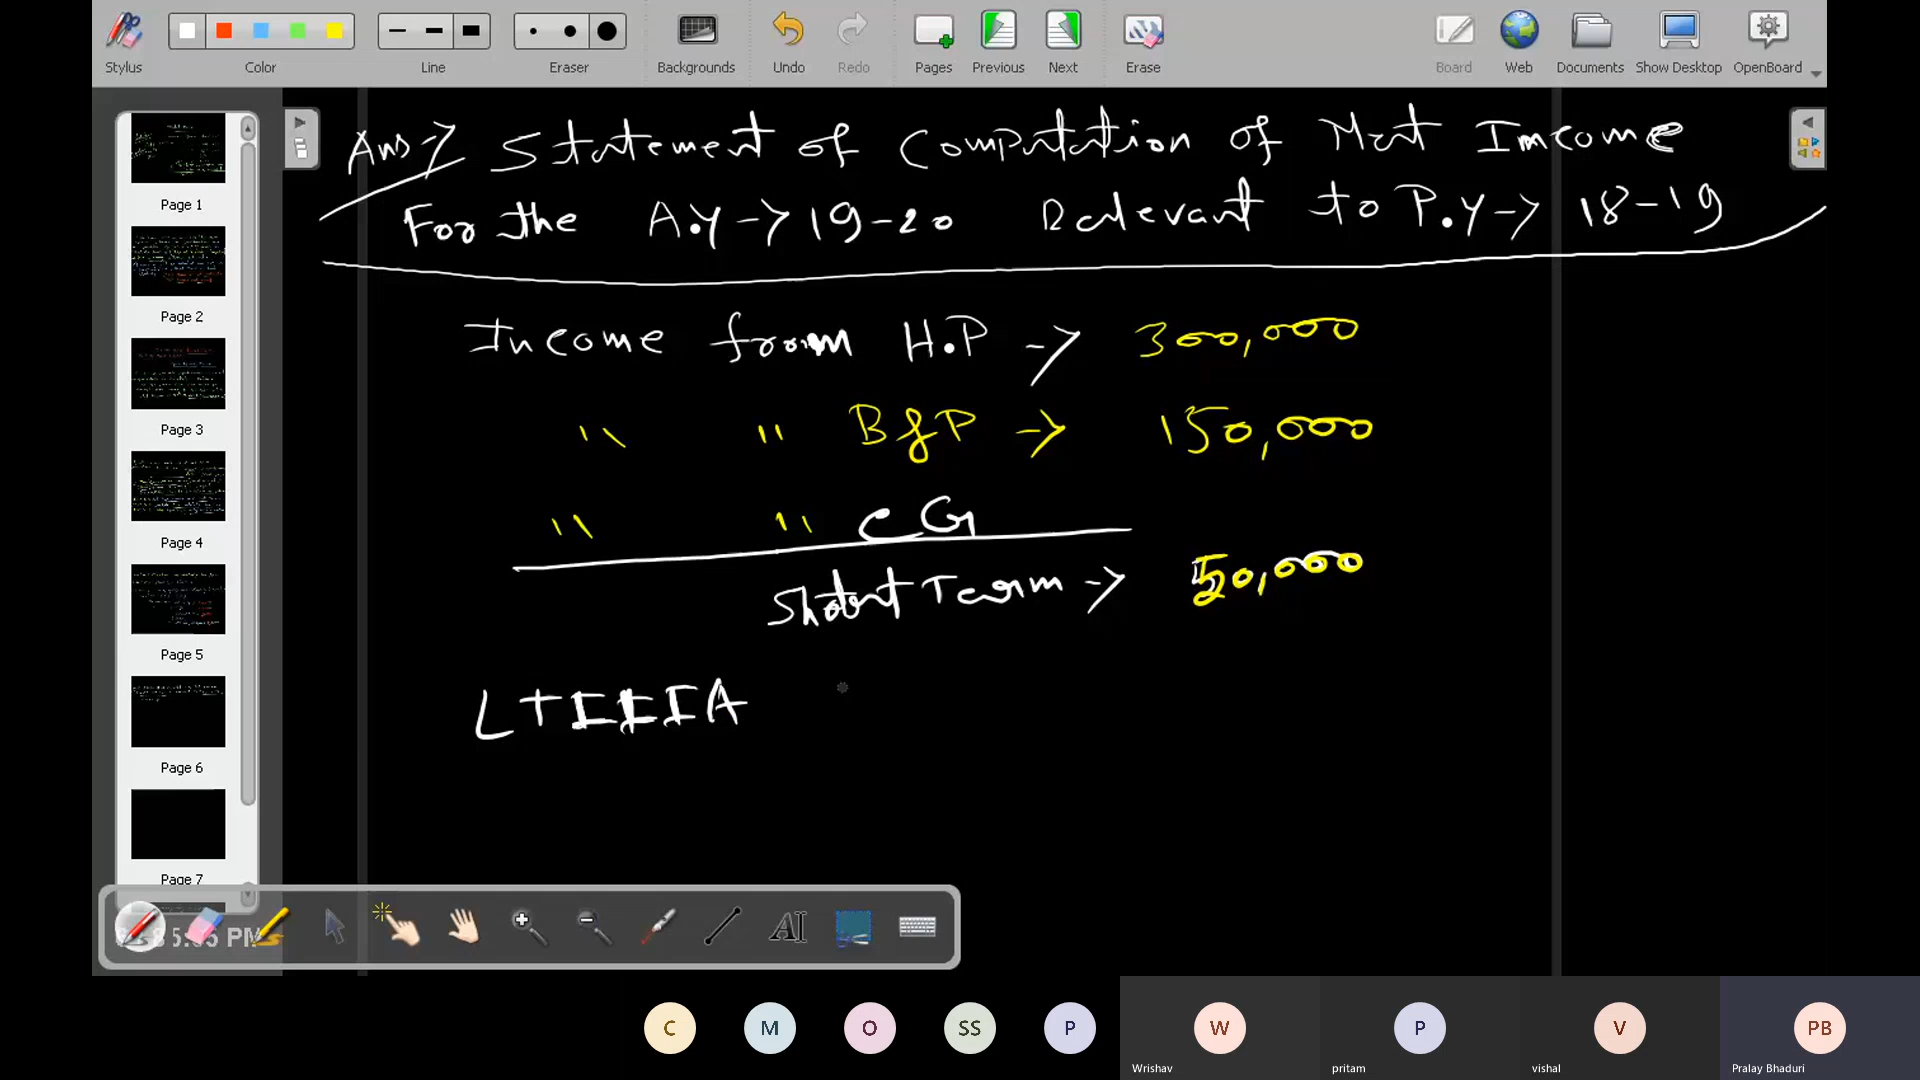 Stylus
Color
Line
Eraser
Backgrounds
Undo
Redo
Pages
Previous
Next
Erase
Board
Web
Documents
Show Desktop
OpenBoard
Page 1
Page 2
Page 3
Page 4
Page 5
Page 6
Page 7
Ans / Statement of Computation of Net Income
For the A.Y -> 19-20 Relevant to P.Y -> 18-19
Income from H.P -> 300,000
" " B&P -> 150,000
" " CG
Short Term -> 50,000
LTIIIIA
PM
C
M
O
SS
P
W
Wrishav
P
pritam
V
vishal
PB
Pralay Bhaduri